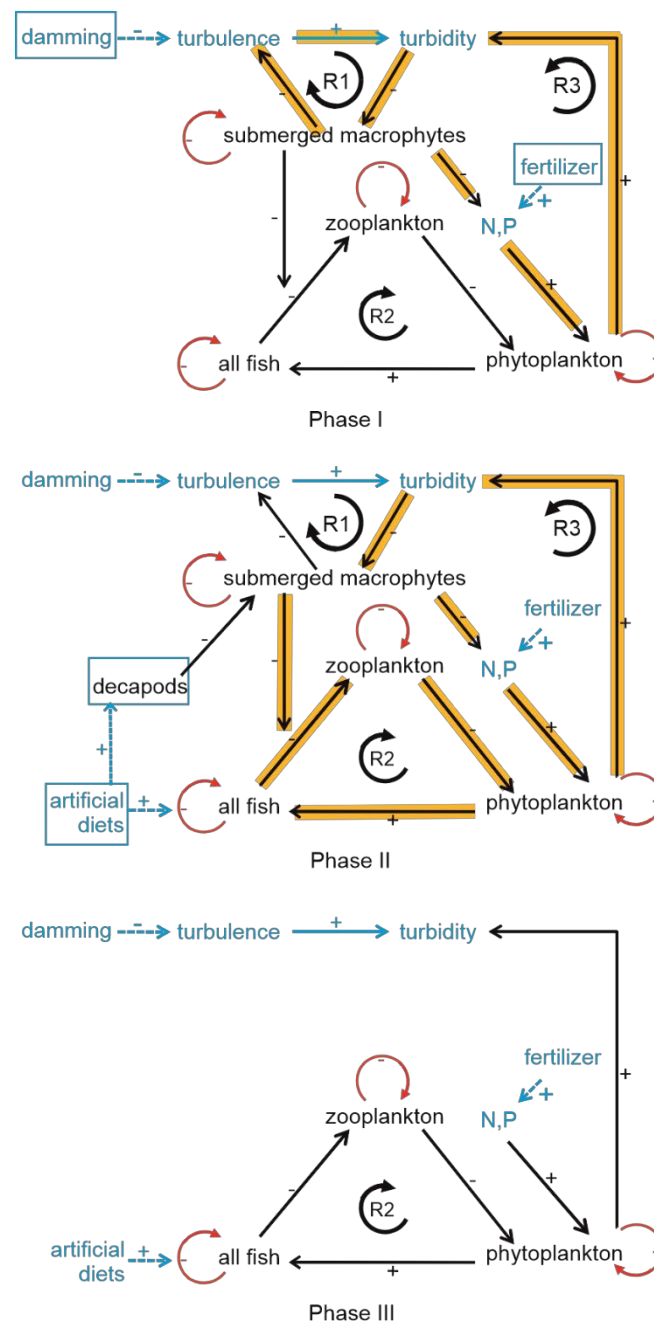 damming - turbulence + turbidity
R1
R3
- - +
submerged macrophytes
-
- - fertilizer
+
zooplankton N,P
- +
- -
R2
- all fish + phytoplankton -
Phase I
damming - turbulence + turbidity
R1
R3
- - +
submerged macrophytes
-
- - - fertilizer
+
decapods zooplankton N,P
- +
+ - -
R2
artificial diets + - all fish + phytoplankton -
Phase II
damming - turbulence + turbidity
+
- fertilizer
+
zooplankton N,P
- - +
R2
artificial diets + - all fish + phytoplankton -
Phase III